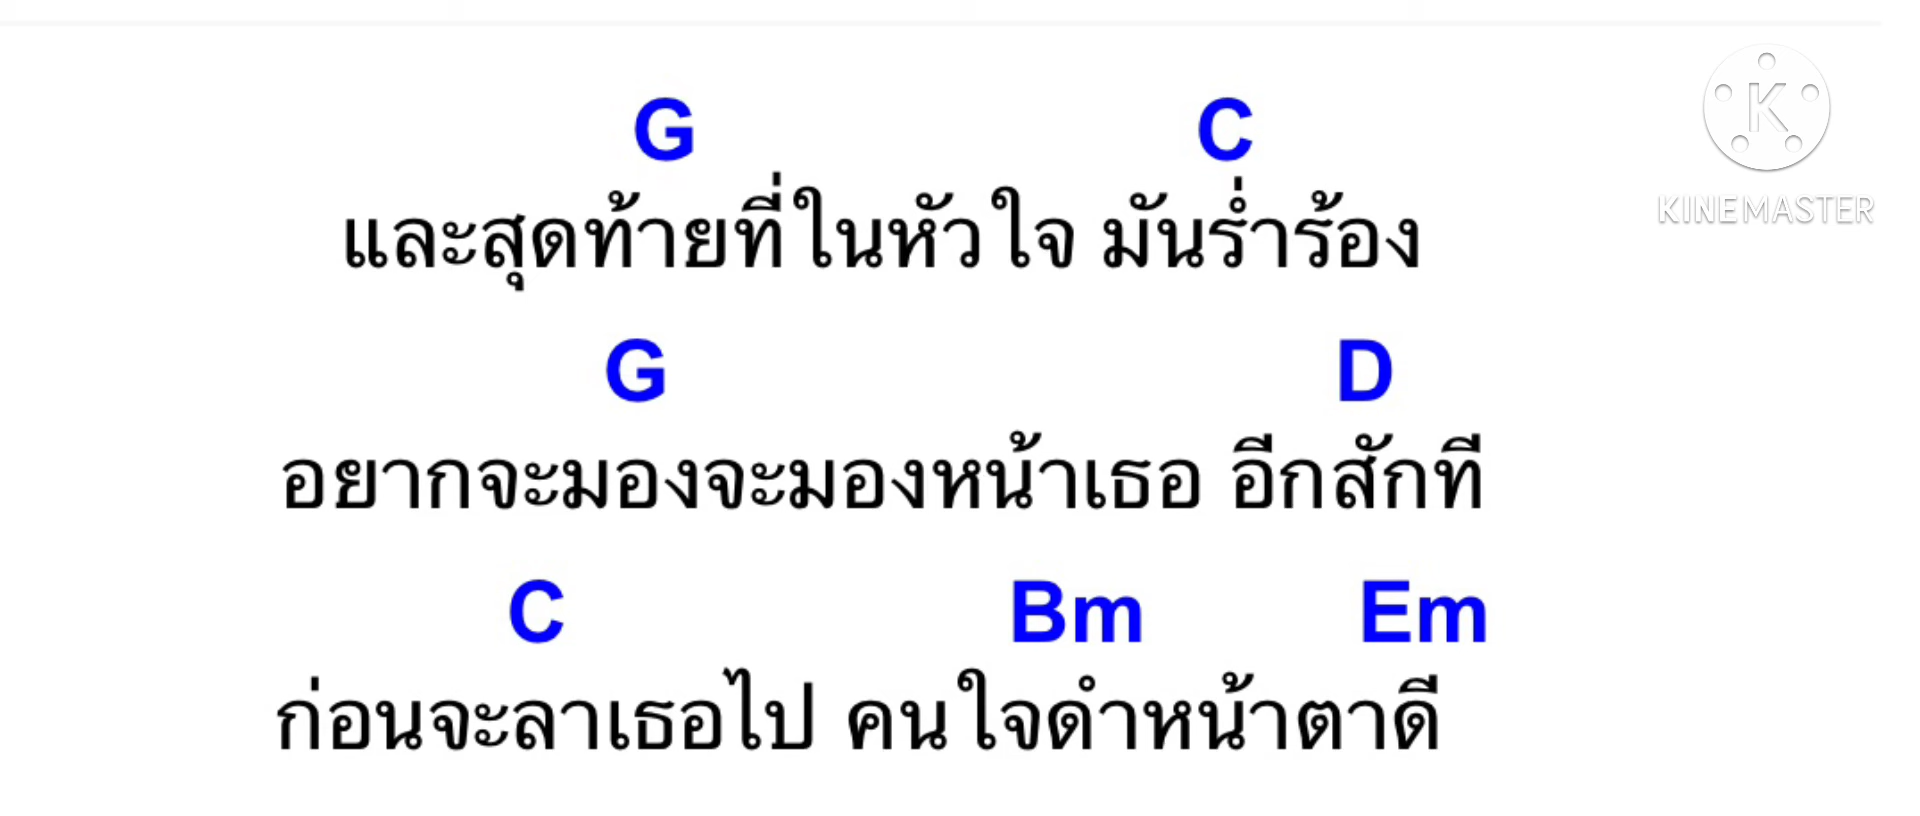 G C
KINEMASTER
และสุดท้ายที่ในหัวใจ มันร่ำร้อง
G D
อยากจะมองจะมองหน้าเธอ อีกสักที
C Bm Em
ก่อนจะลาเธอไป คนใจดำหน้าตาดี